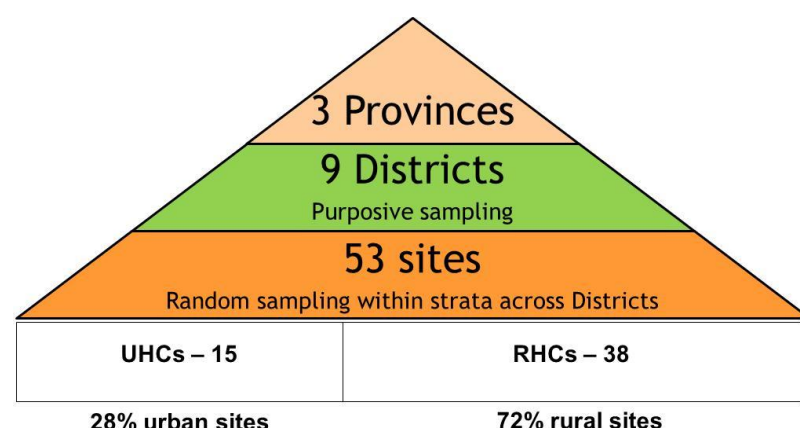 3 Provinces
9 Districts
Purposive sampling
53 sites
Random sampling within strata across Districts
UHCs – 15
RHCs – 38
28% urban sites
72% rural sites